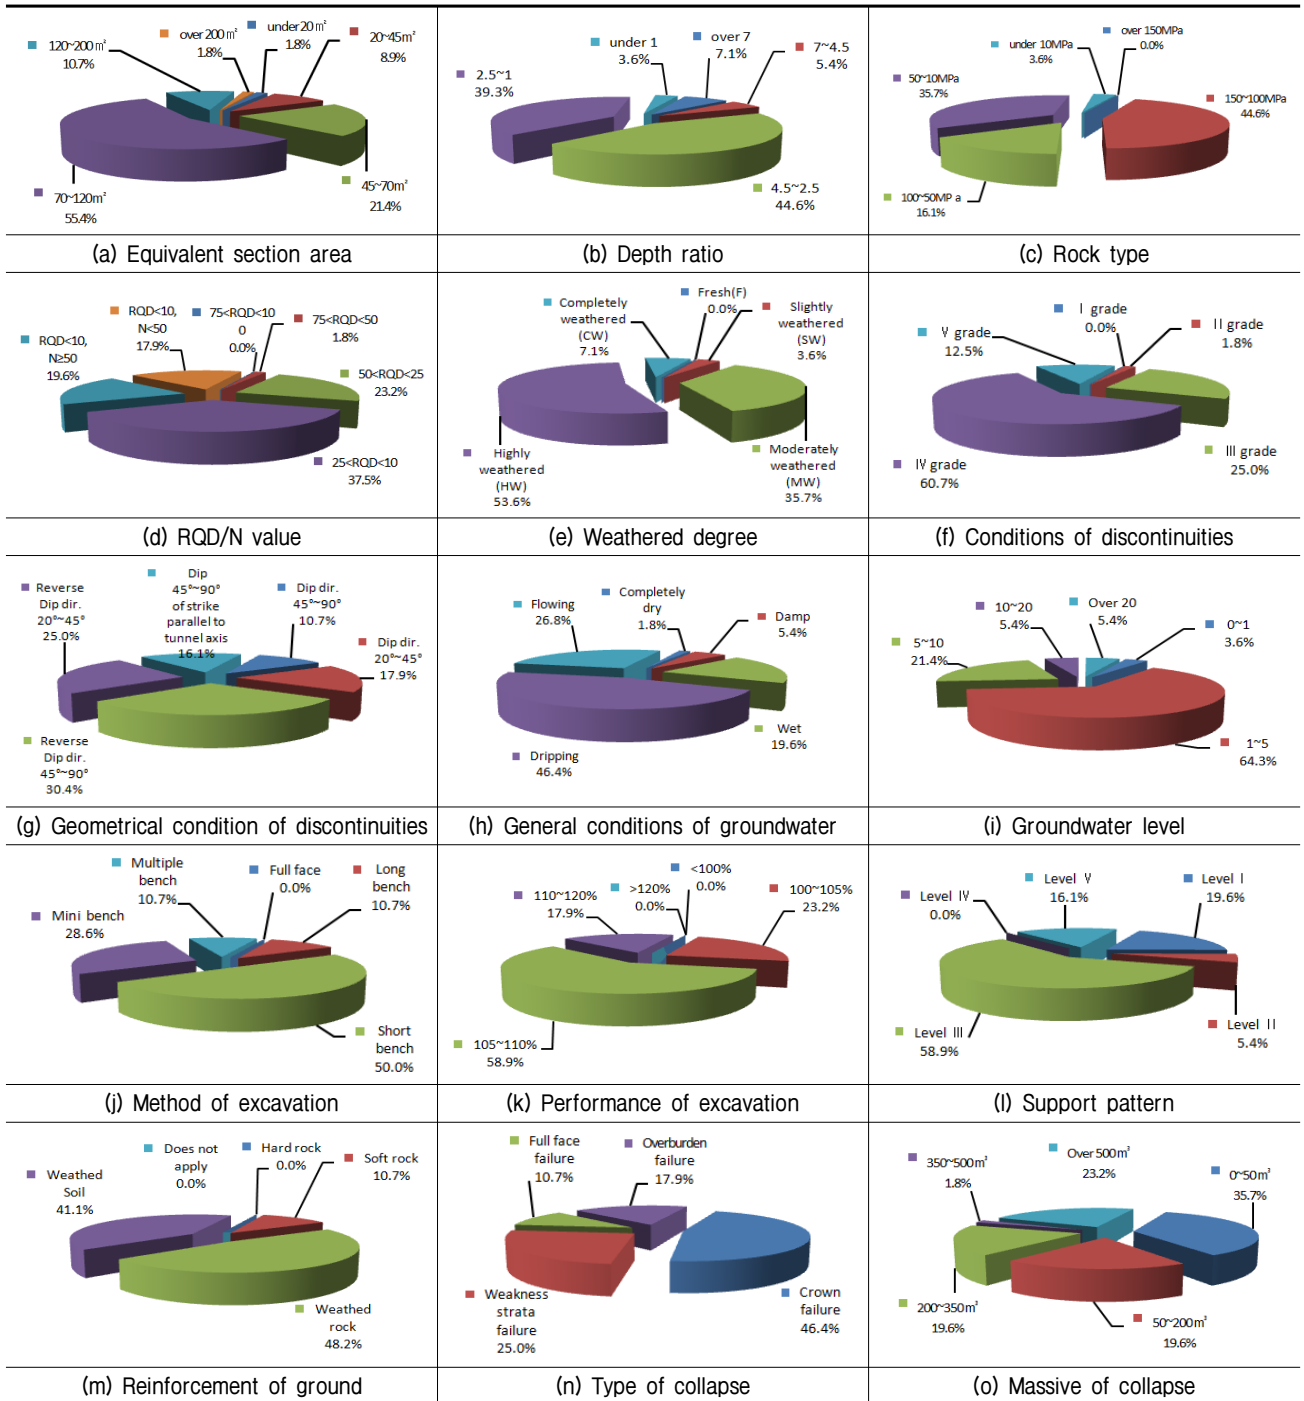 120~200㎡
10.7%
over 200㎡
1.8%
under 20㎡
1.8%
20~45㎡
8.9%
70~120㎡
55.4%
45~70㎡
21.4%
(a) Equivalent section area
under 1
3.6%
over 7
7.1%
7~4.5
5.4%
2.5~1
39.3%
4.5~2.5
44.6%
(b) Depth ratio
over 150MPa
0.0%
under 10MPa
3.6%
50~10MPa
35.7%
150~100MPa
44.6%
100~50MP a
16.1%
(c) Rock type
RQD<10,
N<50
17.9%
75<RQD<10
0
0.0%
75<RQD<50
1.8%
RQD<10,
N≥50
19.6%
50<RQD<25
23.2%
25<RQD<10
37.5%
(d) RQD/N value
Completely
weathered
(CW)
7.1%
Fresh(F)
0.0%
Slightly
weathered
(SW)
3.6%
Highly
weathered
(HW)
53.6%
Moderately
weathered
(MW)
35.7%
(e) Weathered degree
Ⅰ grade
0.0%
Ⅴ grade
12.5%
Ⅱ grade
1.8%
Ⅳ grade
60.7%
Ⅲ grade
25.0%
(f) Conditions of discontinuities
Reverse
Dip dir.
20°~45°
25.0%
Dip
45°~90°
of strike
parallel to
tunnel axis
16.1%
Dip dir.
45°~90°
10.7%
Dip dir.
20°~45°
17.9%
Reverse
Dip dir.
45°~90°
30.4%
(g) Geometrical condition of discontinuities
Flowing
26.8%
Completely
dry
1.8%
Damp
5.4%
Wet
19.6%
Dripping
46.4%
(h) General conditions of groundwater
10~20
5.4%
Over 20
5.4%
0~1
3.6%
5~10
21.4%
1~5
64.3%
(i) Groundwater level
Multiple
bench
10.7%
Full face
0.0%
Long
bench
10.7%
Mini bench
28.6%
Short
bench
50.0%
(j) Method of excavation
110~120%
17.9%
>120%
0.0%
<100%
0.0%
100~105%
23.2%
105~110%
58.9%
(k) Performance of excavation
Level Ⅳ
0.0%
Level Ⅴ
16.1%
Level Ⅰ
19.6%
Level Ⅲ
58.9%
Level Ⅱ
5.4%
(l) Support pattern
Does not
apply
0.0%
Hard rock
0.0%
Soft rock
10.7%
Weathed
Soil
41.1%
Weathed
rock
48.2%
(m) Reinforcement of ground
Full face
failure
10.7%
Overburden
failure
17.9%
Weakness
strata
failure
25.0%
Crown
failure
46.4%
(n) Type of collapse
350~500㎥
1.8%
Over 500㎥
23.2%
0~50㎥
35.7%
200~350㎥
19.6%
50~200㎥
19.6%
(o) Massive of collapse